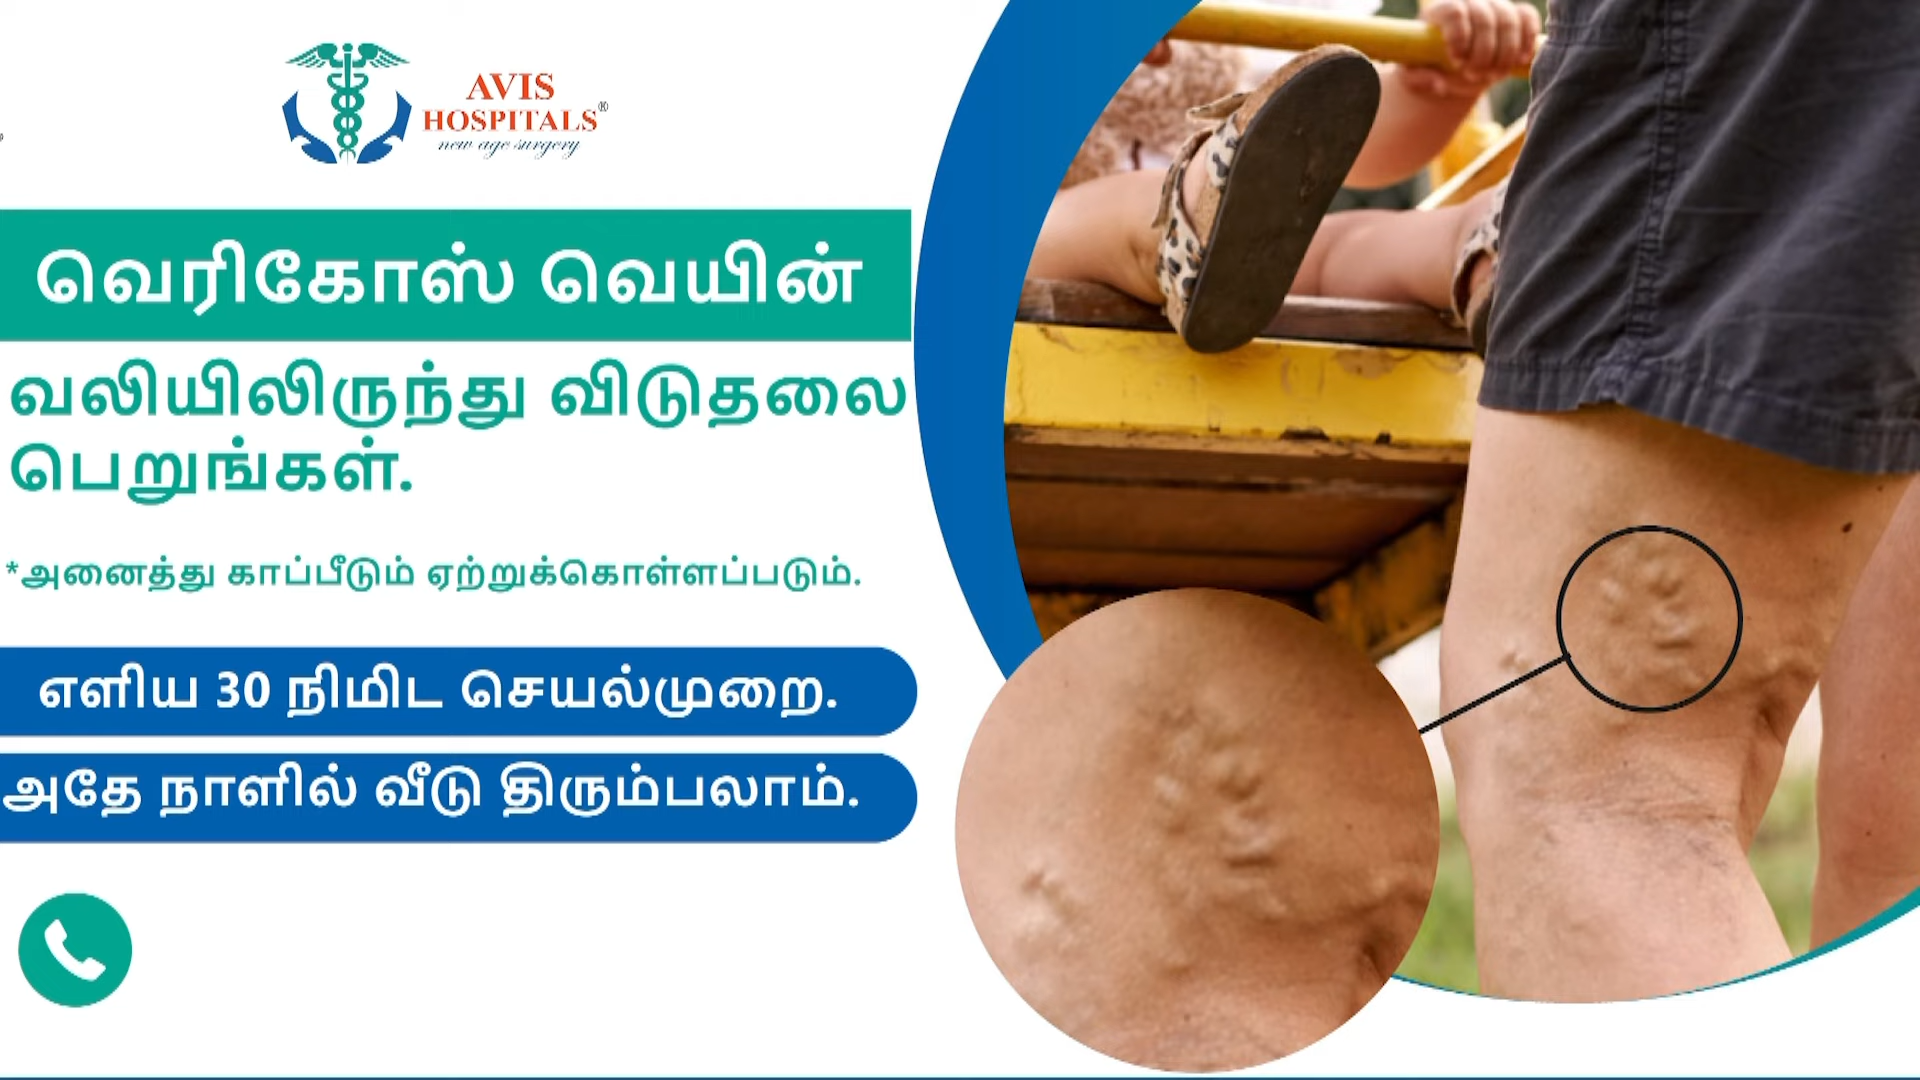 AVIS
HOSPITALS®
new age surgery
வெரிகோஸ் வெயின்
வலியிலிருந்து விடுதலை
பெறுங்கள்.
*அனைத்து காப்பீடும் ஏற்றுக்கொள்ளப்படும்.
எளிய 30 நிமிட செயல்முறை.
அதே நாளில் வீடு திரும்பலாம்.